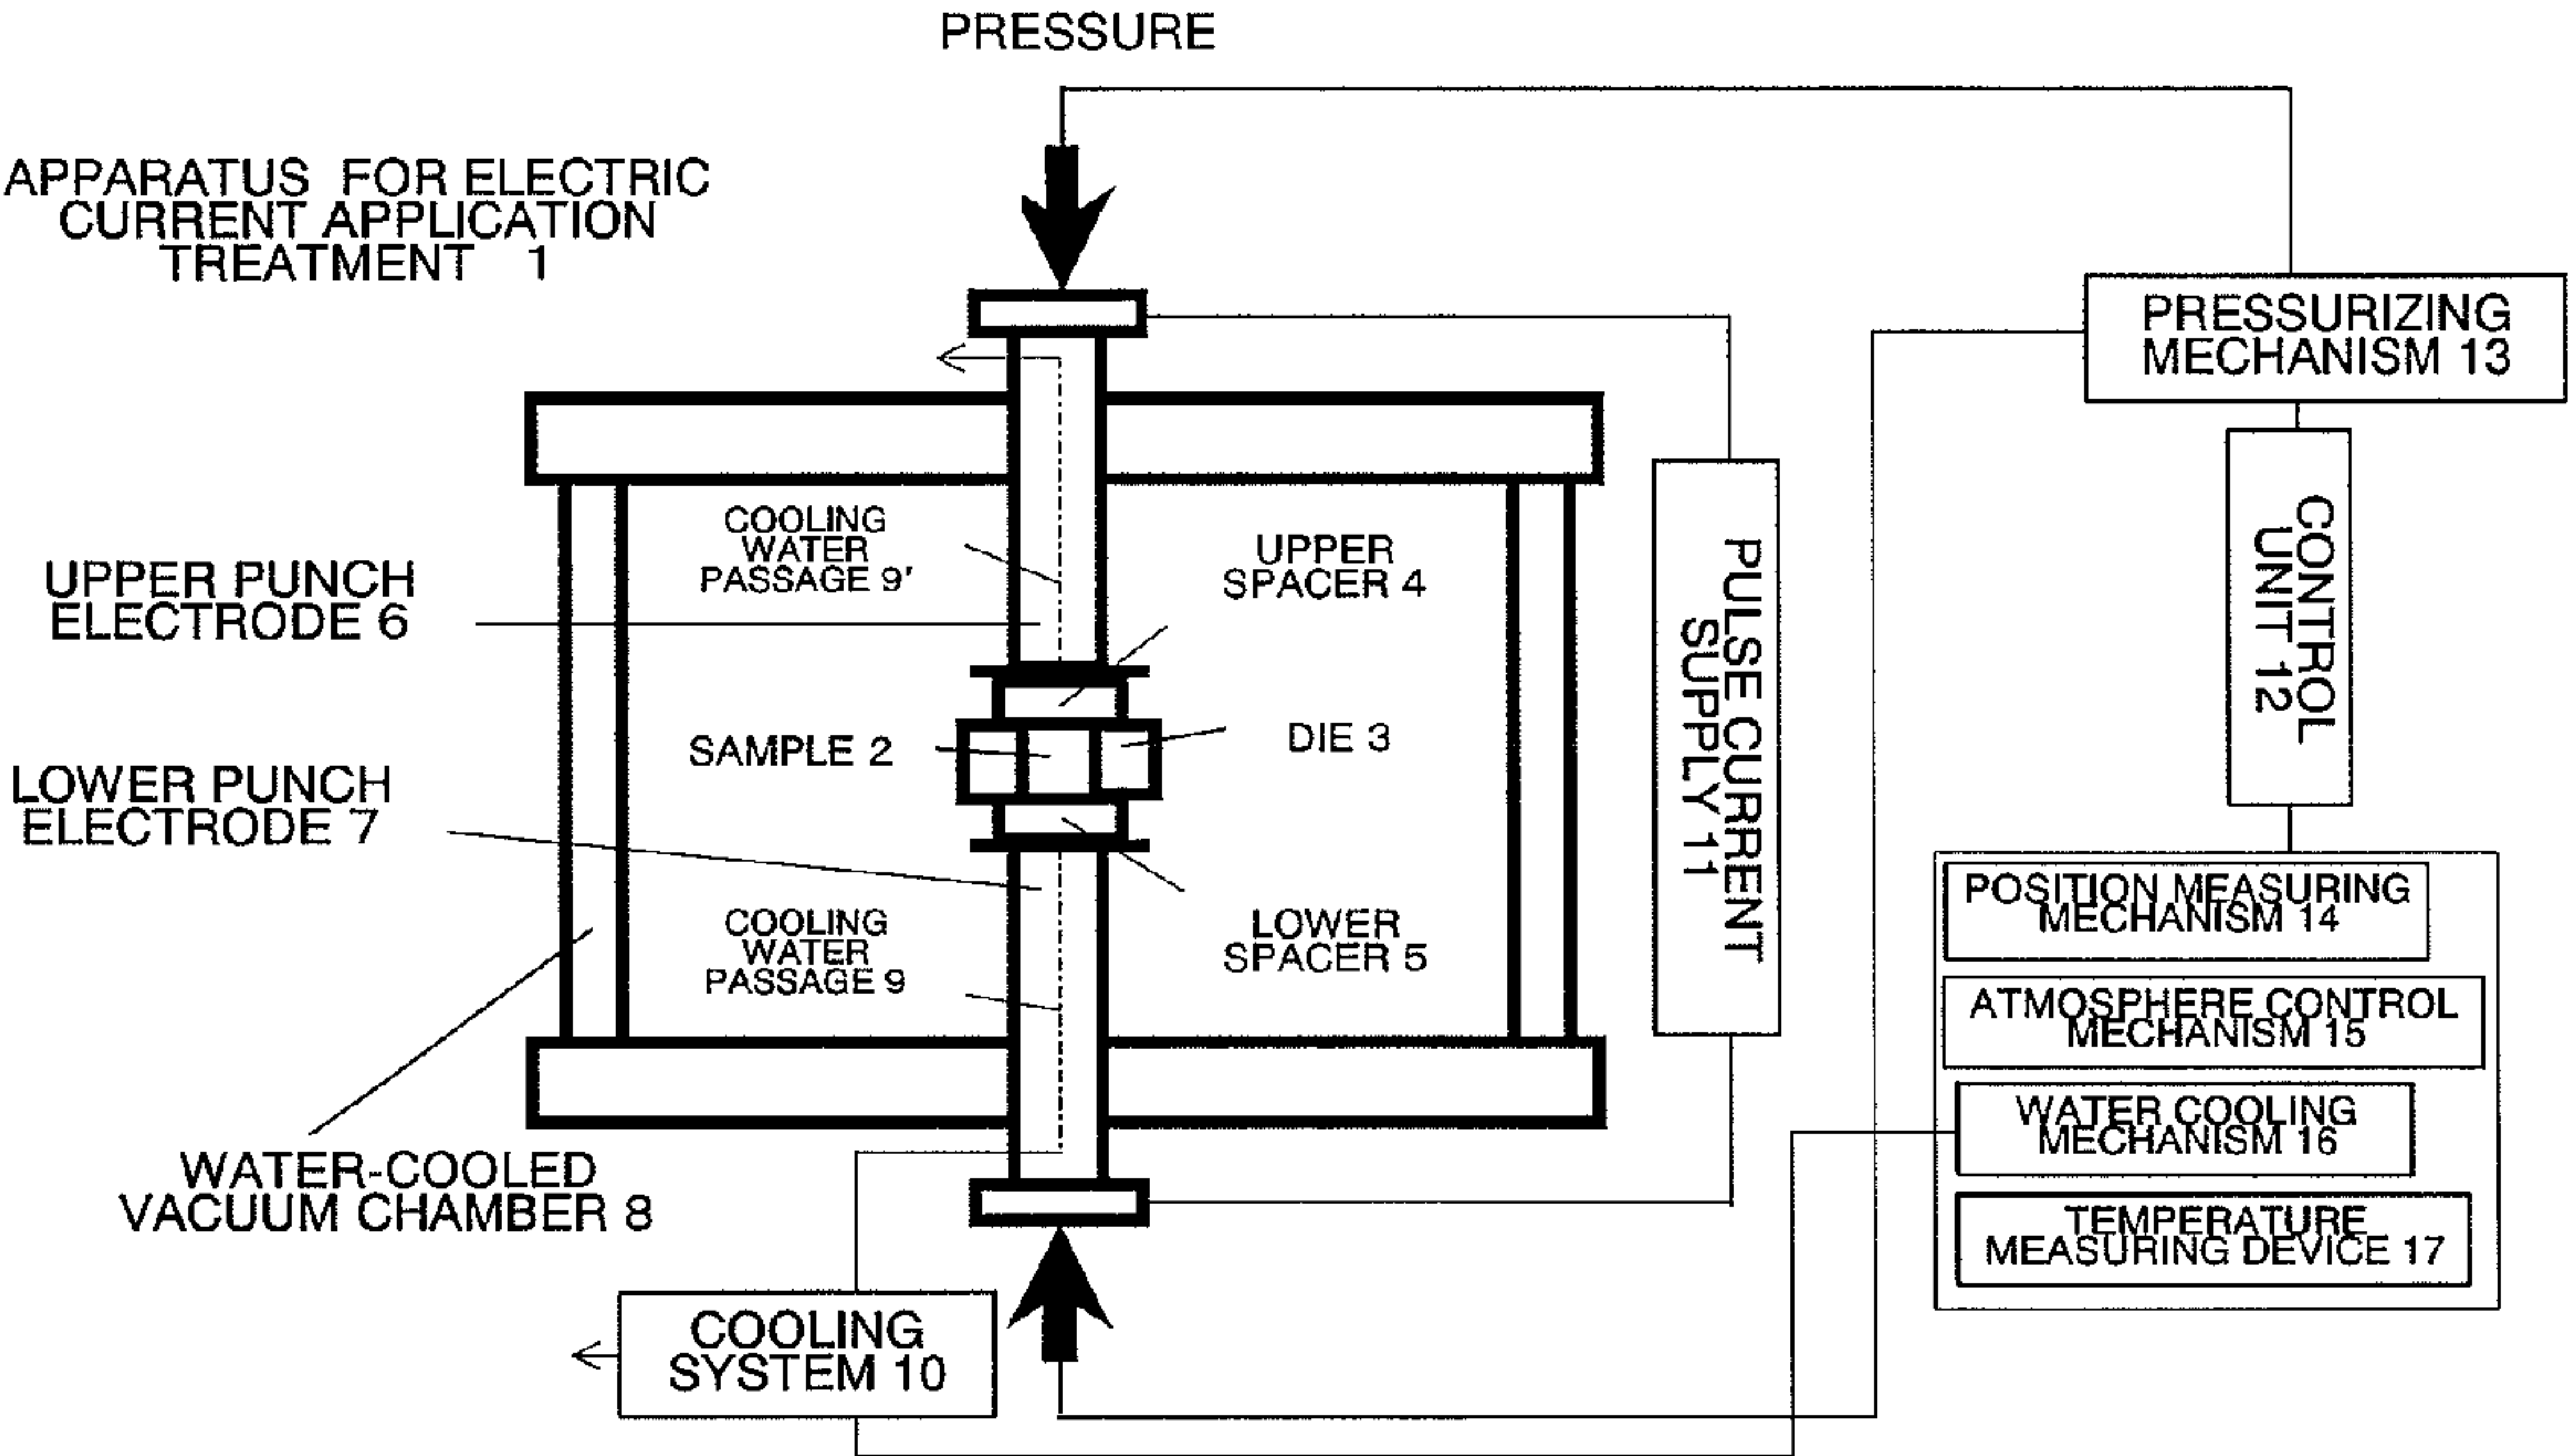 PRESSURE
APPARATUS FOR ELECTRIC
CURRENT APPLICATION
TREATMENT 1
PRESSURIZING
MECHANISM 13
COOLING
WATER
PASSAGE 9'
UPPER
SPACER 4
UPPER PUNCH
ELECTRODE 6
PULSE CURRENT
SUPPLY 11
CONTROL
UNIT 12
SAMPLE 2
DIE 3
LOWER PUNCH
ELECTRODE 7
COOLING
WATER
PASSAGE 9
LOWER
SPACER 5
POSITION MEASURING
MECHANISM 14
ATMOSPHERE CONTROL
MECHANISM 15
WATER COOLING
MECHANISM 16
TEMPERATURE
MEASURING DEVICE 17
WATER-COOLED
VACUUM CHAMBER 8
COOLING
SYSTEM 10